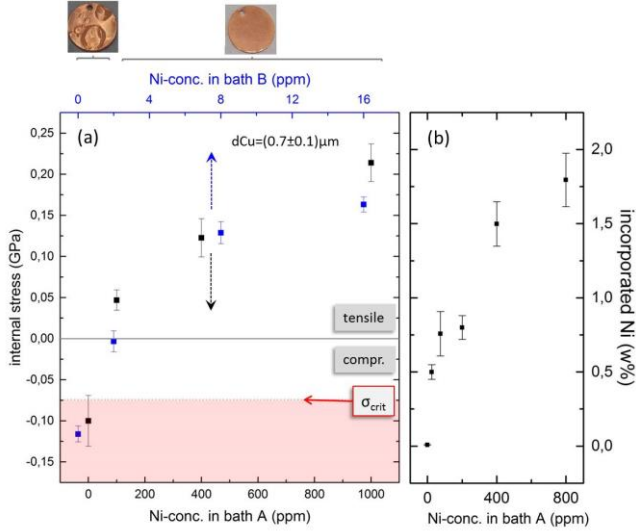 Ni-conc. in bath B (ppm)
0 4 8 12 16
(a)
dCu=(0.7±0.1)µm
0,25
0,20
0,15
0,10
0,05
0,00
-0,05
-0,10
-0,15
internal stress (GPa)
tensile
compr.
σcrit
0 200 400 600 800 1000
Ni-conc. in bath A (ppm)
(b)
2,0
1,5
1,0
0,5
0,0
incorporated Ni (w%)
0 400 800
Ni-conc. in bath A (ppm)